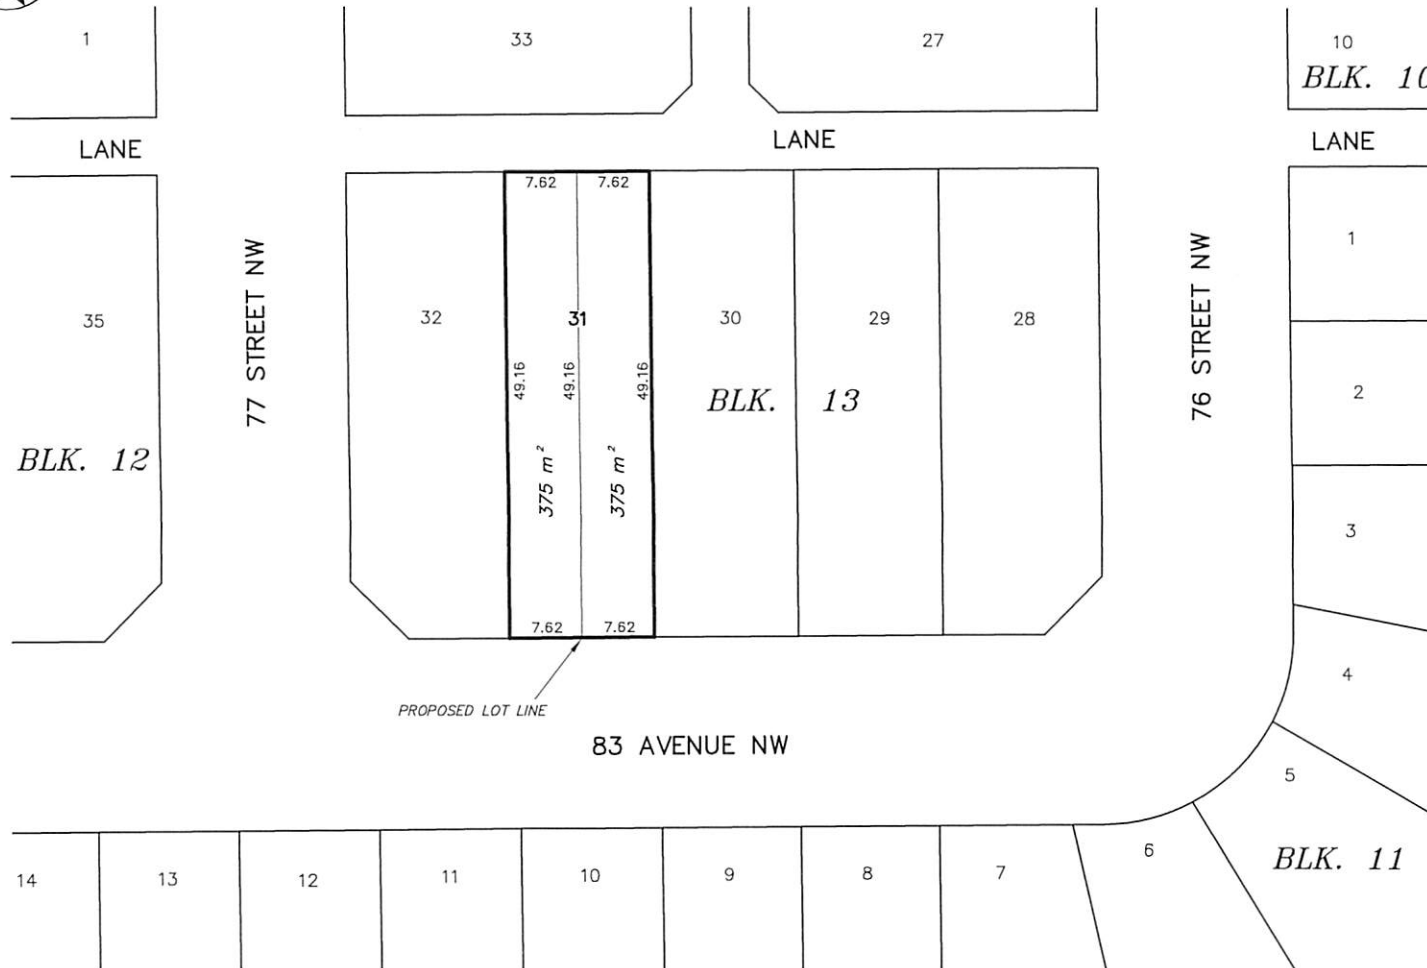 1
33
27
10
BLK. 10
LANE
LANE
LANE
7.62
7.62
35
77 STREET NW
32
31
30
29
28
76 STREET NW
1
2
3
49.16
49.16
49.16
BLK. 13
BLK. 12
375 m²
375 m²
7.62
7.62
PROPOSED LOT LINE
83 AVENUE NW
4
5
6
BLK. 11
14
13
12
11
10
9
8
7